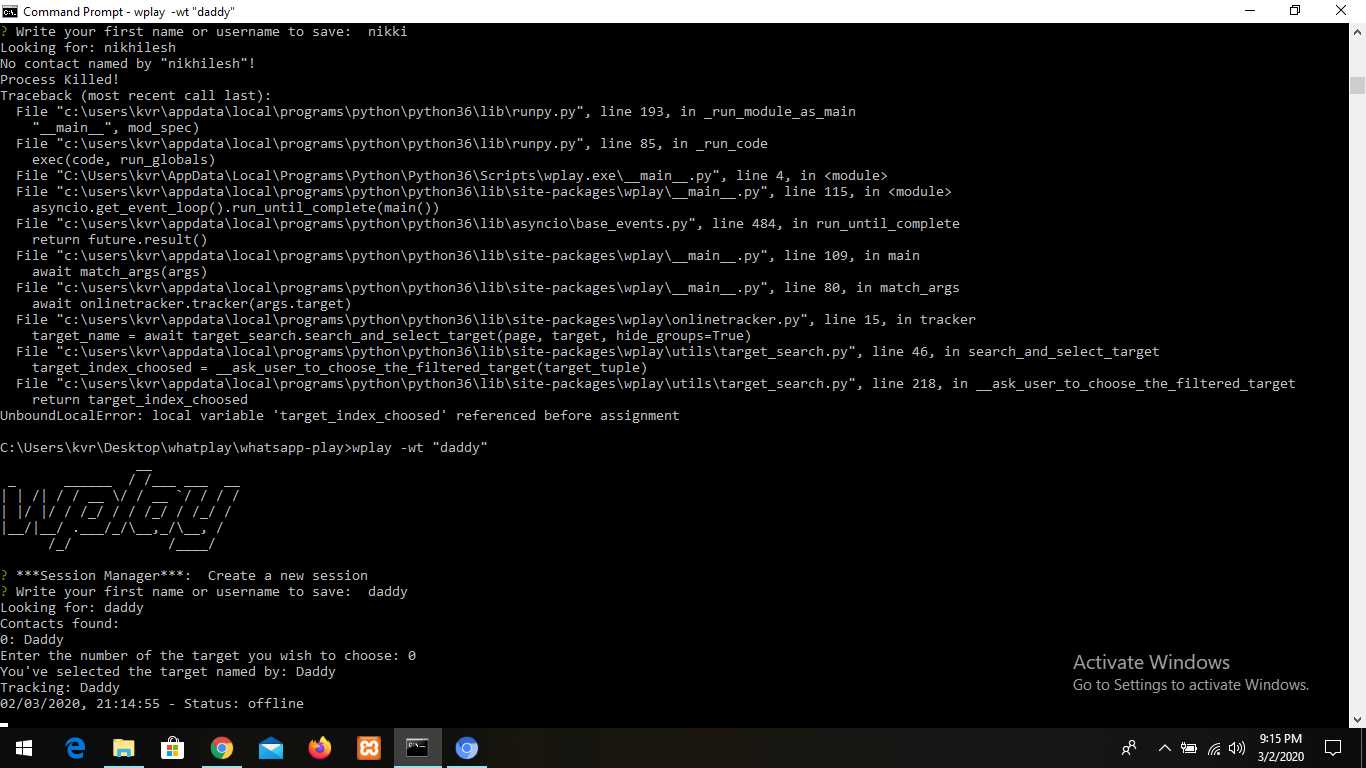 Command Prompt - wplay  -wt "daddy"
? Write your first name or username to save:  nikki
Looking for: nikhilesh
No contact named by "nikhilesh"!
Process Killed!
Traceback (most recent call last):
  File "c:\users\kvr\appdata\local\programs\python\python36\lib\runpy.py", line 193, in _run_module_as_main
    "__main__", mod_spec)
  File "c:\users\kvr\appdata\local\programs\python\python36\lib\runpy.py", line 85, in _run_code
    exec(code, run_globals)
  File "C:\Users\kvr\AppData\Local\Programs\Python\Python36\Scripts\wplay.exe\__main__.py", line 4, in <module>
  File "c:\users\kvr\appdata\local\programs\python\python36\lib\site-packages\wplay\__main__.py", line 115, in <module>
    asyncio.get_event_loop().run_until_complete(main())
  File "c:\users\kvr\appdata\local\programs\python\python36\lib\asyncio\base_events.py", line 484, in run_until_complete
    return future.result()
  File "c:\users\kvr\appdata\local\programs\python\python36\lib\site-packages\wplay\__main__.py", line 109, in main
    await match_args(args)
  File "c:\users\kvr\appdata\local\programs\python\python36\lib\site-packages\wplay\__main__.py", line 80, in match_args
    await onlinetracker.tracker(args.target)
  File "c:\users\kvr\appdata\local\programs\python\python36\lib\site-packages\wplay\onlinetracker.py", line 15, in tracker
    target_name = await target_search.search_and_select_target(page, target, hide_groups=True)
  File "c:\users\kvr\appdata\local\programs\python\python36\lib\site-packages\wplay\utils\target_search.py", line 46, in search_and_select_target
    target_index_choosed = __ask_user_to_choose_the_filtered_target(target_tuple)
  File "c:\users\kvr\appdata\local\programs\python\python36\lib\site-packages\wplay\utils\target_search.py", line 218, in __ask_user_to_choose_the_filtered_target
    return target_index_choosed
UnboundLocalError: local variable 'target_index_choosed' referenced before assignment
C:\Users\kvr\Desktop\whatplay\whatsapp-play>wplay -wt "daddy"
wplay
? ***Session Manager***:  Create a new session
? Write your first name or username to save:  daddy
Looking for: daddy
Contacts found:
0: Daddy
Enter the number of the target you wish to choose: 0
You've selected the target named by: Daddy
Tracking: Daddy
02/03/2020, 21:14:55 - Status: offline
Activate Windows
Go to Settings to activate Windows.
9:15 PM
3/2/2020